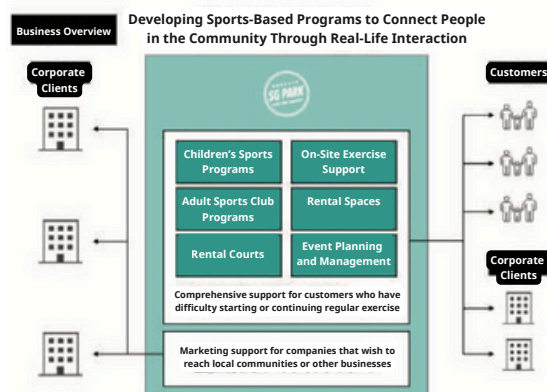 Business Overview
Developing Sports-Based Programs to Connect People
in the Community Through Real-Life Interaction
Corporate
Clients
SG PARK
Children's Sports
Programs
On-Site Exercise
Support
Adult Sports Club
Programs
Rental Spaces
Rental Courts
Event Planning
and Management
Comprehensive support for customers who have
difficulty starting or continuing regular exercise
Marketing support for companies that wish to
reach local communities or other businesses
Customers
Corporate
Clients